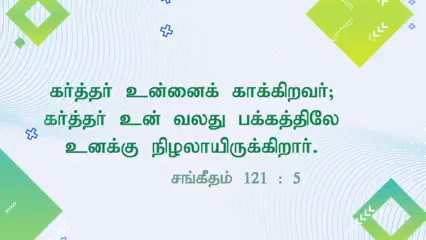 கர்த்தர் உன்னைக் காக்கிறவர்;
கர்த்தர் உன் வலது பக்கத்திலே
உனக்கு நிழலாயிருக்கிறார்.
சங்கீதம் 121 : 5